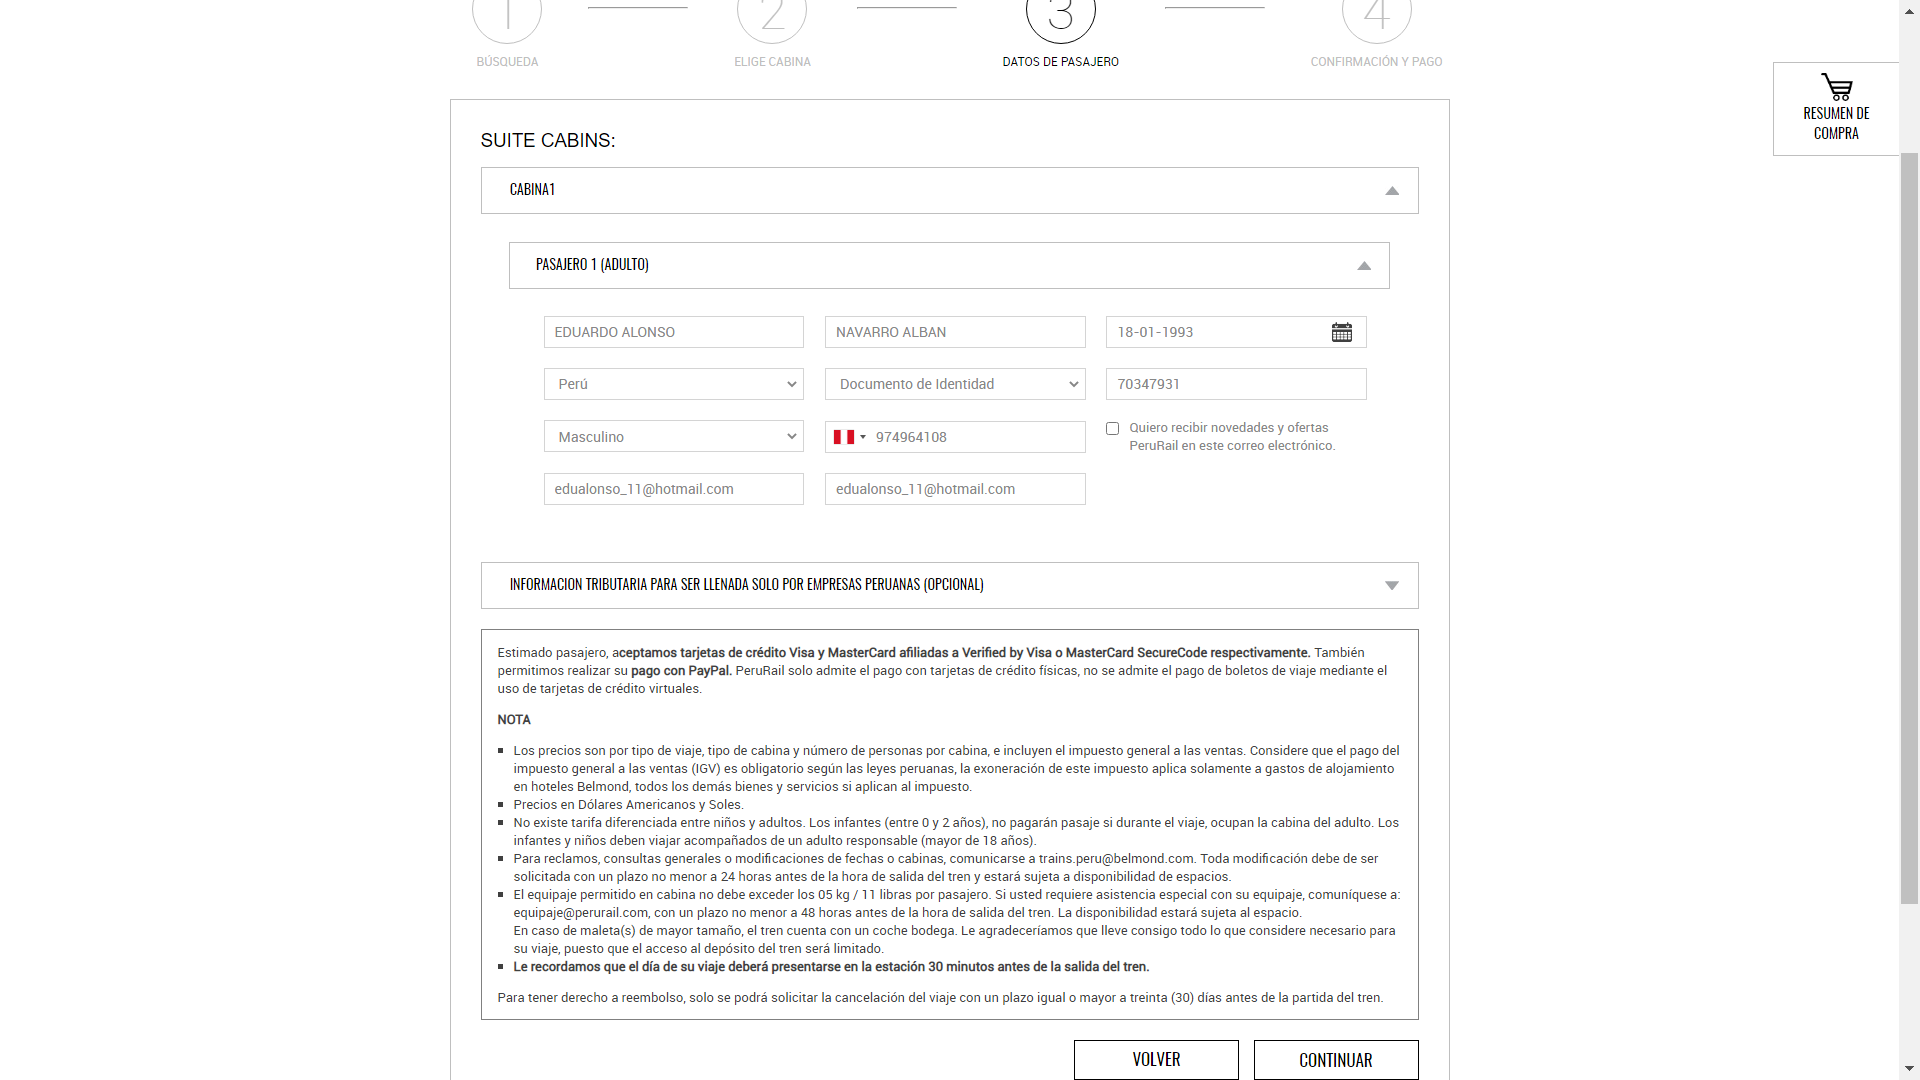 1
2
3
4
BÚSQUEDA
ELIGE CABINA
DATOS DE PASAJERO
CONFIRMACIÓN Y PAGO
RESUMEN DE
COMPRA
SUITE CABINS:
CABINA1
PASAJERO 1 (ADULTO)
EDUARDO ALONSO
NAVARRO ALBAN
18-01-1993
Perú
Documento de Identidad
70347931
Masculino
974964108
Quiero recibir novedades y ofertas
PeruRail en este correo electrónico.
edualonso_11@hotmail.com
edualonso_11@hotmail.com
INFORMACION TRIBUTARIA PARA SER LLENADA SOLO POR EMPRESAS PERUANAS (OPCIONAL)
Estimado pasajero, aceptamos tarjetas de crédito Visa y MasterCard afiliadas a Verified by Visa o MasterCard SecureCode respectivamente. También
permitimos realizar su pago con PayPal. PeruRail solo admite el pago con tarjetas de crédito físicas, no se admite el pago de boletos de viaje mediante el
uso de tarjetas de crédito virtuales.
NOTA
Los precios son por tipo de viaje, tipo de cabina y número de personas por cabina, e incluyen el impuesto general a las ventas. Considere que el pago del
impuesto general a las ventas (IGV) es obligatorio según las leyes peruanas, la exoneración de este impuesto aplica solamente a gastos de alojamiento
en hoteles Belmond, todos los demás bienes y servicios si aplican al impuesto.
Precios en Dólares Americanos y Soles.
No existe tarifa diferenciada entre niños y adultos. Los infantes (entre 0 y 2 años), no pagarán pasaje si durante el viaje, ocupan la cabina del adulto. Los
infantes y niños deben viajar acompañados de un adulto responsable (mayor de 18 años).
Para reclamos, consultas generales o modificaciones de fechas o cabinas, comunicarse a trains.peru@belmond.com. Toda modificación debe de ser
solicitada con un plazo no menor a 24 horas antes de la hora de salida del tren y estará sujeta a disponibilidad de espacios.
El equipaje permitido en cabina no debe exceder los 05 kg / 11 libras por pasajero. Si usted requiere asistencia especial con su equipaje, comuníquese a:
equipaje@perurail.com, con un plazo no menor a 48 horas antes de la hora de salida del tren. La disponibilidad estará sujeta al espacio.
En caso de maleta(s) de mayor tamaño, el tren cuenta con un coche bodega. Le agradeceríamos que lleve consigo todo lo que considere necesario para
su viaje, puesto que el acceso al depósito del tren será limitado.
Le recordamos que el día de su viaje deberá presentarse en la estación 30 minutos antes de la salida del tren.
Para tener derecho a reembolso, solo se podrá solicitar la cancelación del viaje con un plazo igual o mayor a treinta (30) días antes de la partida del tren.
VOLVER
CONTINUAR